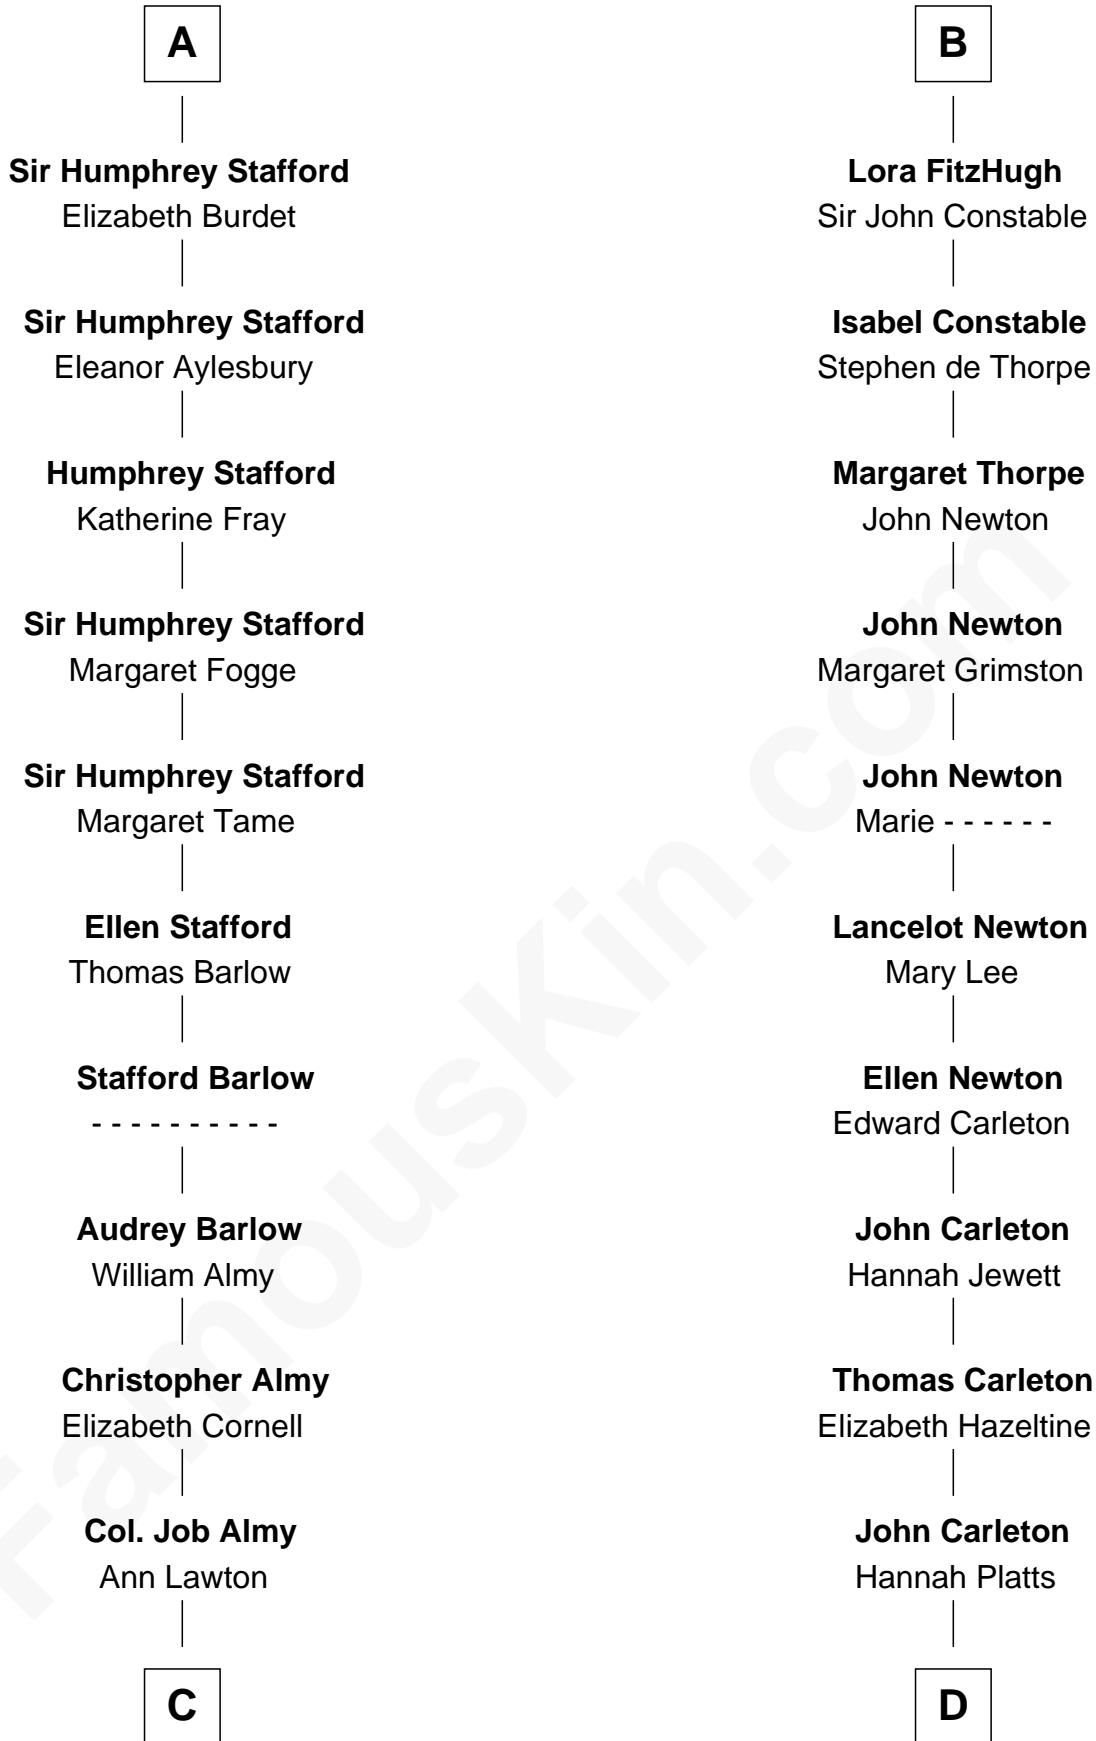 A
Sir Humphrey Stafford
Elizabeth Burdet
Sir Humphrey Stafford
Eleanor Aylesbury
Humphrey Stafford
Katherine Fray
Sir Humphrey Stafford
Margaret Fogge
Sir Humphrey Stafford
Margaret Tame
Ellen Stafford
Thomas Barlow
Stafford Barlow
- - - - - - - - - -
Audrey Barlow
William Almy
Christopher Almy
Elizabeth Cornell
Col. Job Almy
Ann Lawton
C
B
Lora FitzHugh
Sir John Constable
Isabel Constable
Stephen de Thorpe
Margaret Thorpe
John Newton
John Newton
Margaret Grimston
John Newton
Marie - - - - - -
Lancelot Newton
Mary Lee
Ellen Newton
Edward Carleton
John Carleton
Hannah Jewett
Thomas Carleton
Elizabeth Hazeltine
John Carleton
Hannah Platts
D
FamousKin.com